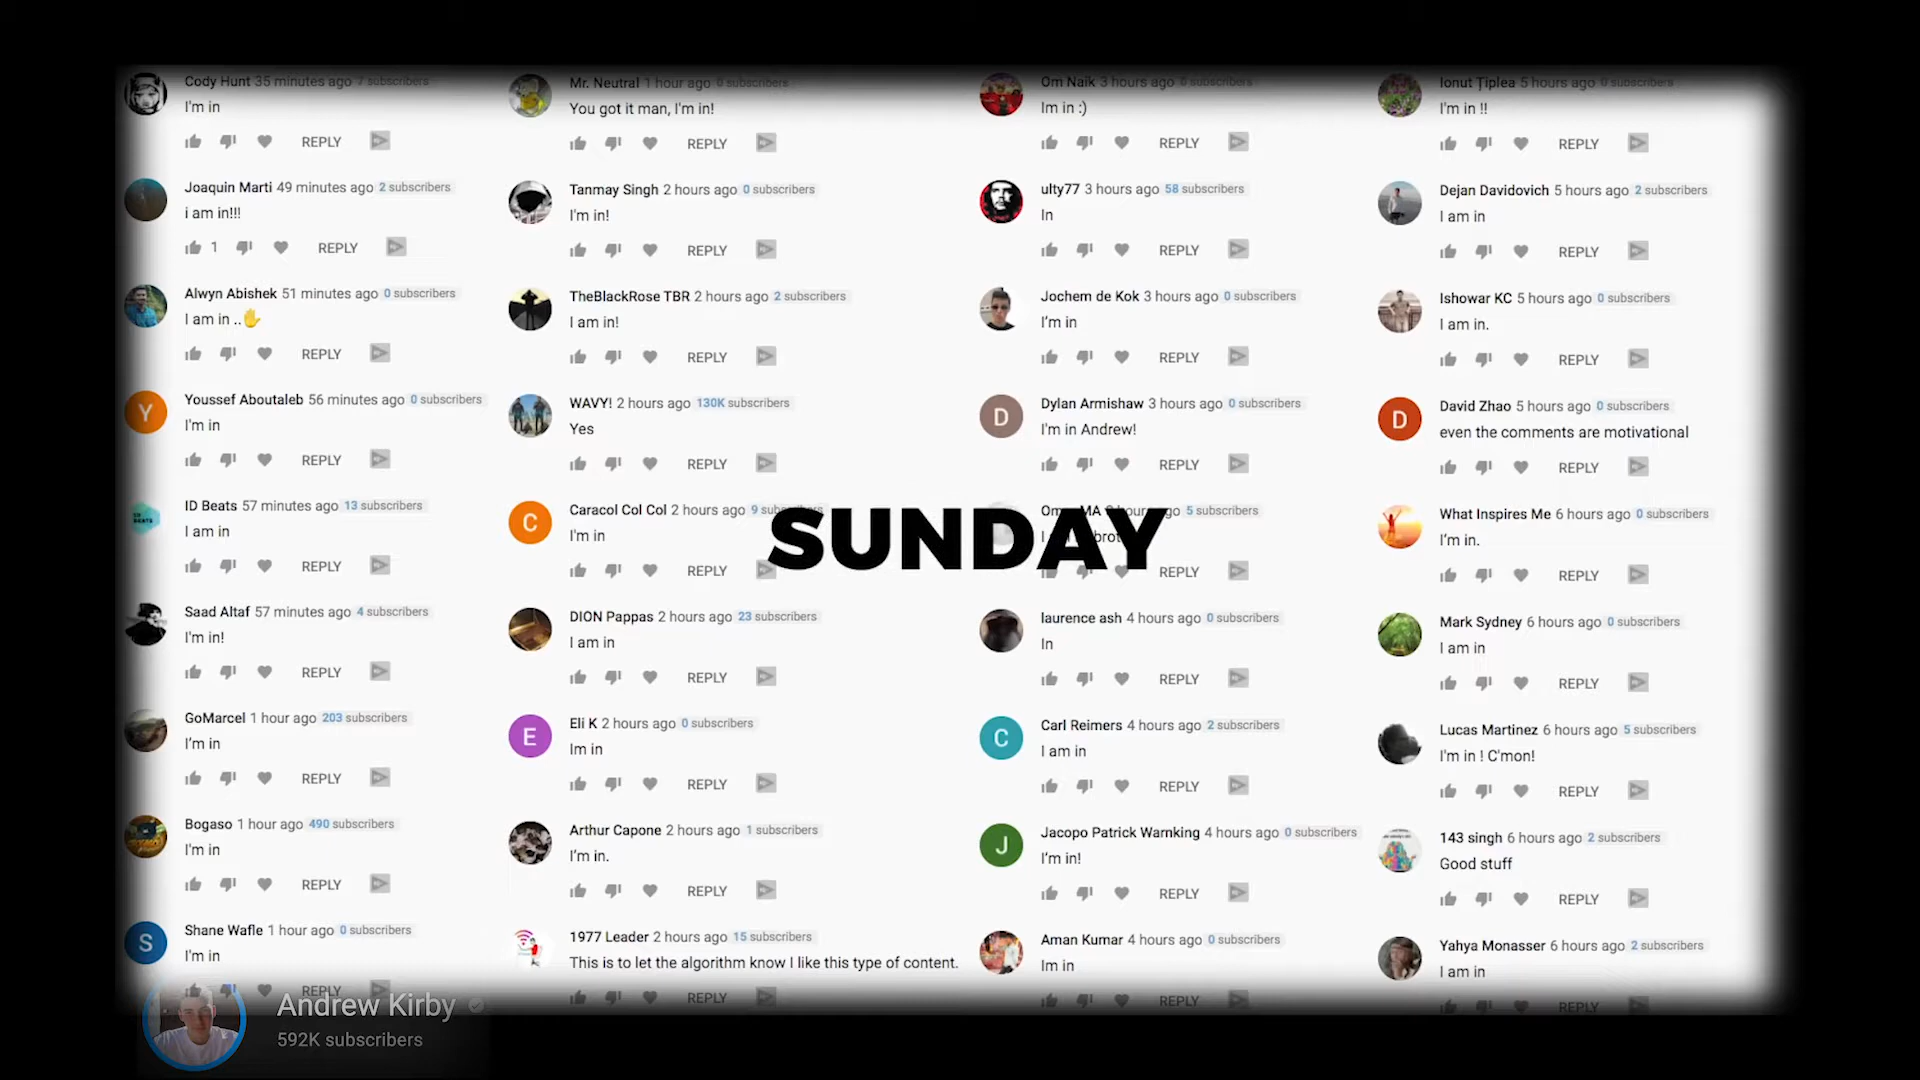 Cody Hunt 35 minutes ago 7 subscribers
I'm in
REPLY
Joaquin Marti 49 minutes ago 2 subscribers
i am in!!!
1 REPLY
Alwyn Abishek 51 minutes ago 0 subscribers
I am in ..✋
REPLY
Youssef Aboutaleb 56 minutes ago 0 subscribers
I'm in
REPLY
ID Beats 57 minutes ago 13 subscribers
I am in
REPLY
Saad Altaf 57 minutes ago 4 subscribers
I'm in!
REPLY
GoMarcel 1 hour ago 203 subscribers
I'm in
REPLY
Bogaso 1 hour ago 490 subscribers
I'm in
REPLY
Shane Wafle 1 hour ago 0 subscribers
I'm in
REPLY
Mr. Neutral 1 hour ago 0 subscribers
You got it man, I'm in!
REPLY
Tanmay Singh 2 hours ago 0 subscribers
I'm in!
REPLY
TheBlackRose TBR 2 hours ago 2 subscribers
I am in!
REPLY
WAVY! 2 hours ago 130K subscribers
Yes
REPLY
Caracol Col Col 2 hours ago 9
I'm in
REPLY
DION Pappas 2 hours ago 23 subscribers
I am in
REPLY
Eli K 2 hours ago 0 subscribers
Im in
REPLY
Arthur Capone 2 hours ago 1 subscribers
I'm in.
REPLY
1977 Leader 2 hours ago 15 subscribers
This is to let the algorithm know I like this type of content.
REPLY
SUNDAY
Om Naik 3 hours ago 0 subscribers
Im in :)
REPLY
ulty77 3 hours ago 58 subscribers
In
REPLY
Jochem de Kok 3 hours ago 0 subscribers
I'm in
REPLY
Dylan Armishaw 3 hours ago 0 subscribers
I'm in Andrew!
REPLY
5 subscribers
REPLY
laurence ash 4 hours ago 0 subscribers
In
REPLY
Carl Reimers 4 hours ago 2 subscribers
I am in
REPLY
Jacopo Patrick Warnking 4 hours ago 0 subscribers
I'm in!
REPLY
Aman Kumar 4 hours ago 0 subscribers
Im in
REPLY
Ionut Țiplea 5 hours ago 0 subscribers
I'm in !!
REPLY
Dejan Davidovich 5 hours ago 2 subscribers
I am in
REPLY
Ishowar KC 5 hours ago 0 subscribers
I am in.
REPLY
David Zhao 5 hours ago 0 subscribers
even the comments are motivational
REPLY
What Inspires Me 6 hours ago 0 subscribers
I'm in.
REPLY
Mark Sydney 6 hours ago 0 subscribers
I am in
REPLY
Lucas Martinez 6 hours ago 5 subscribers
I'm in ! C'mon!
REPLY
143 singh 6 hours ago 2 subscribers
Good stuff
REPLY
Yahya Monasser 6 hours ago 2 subscribers
I am in
REPLY
Andrew Kirby
592K subscribers